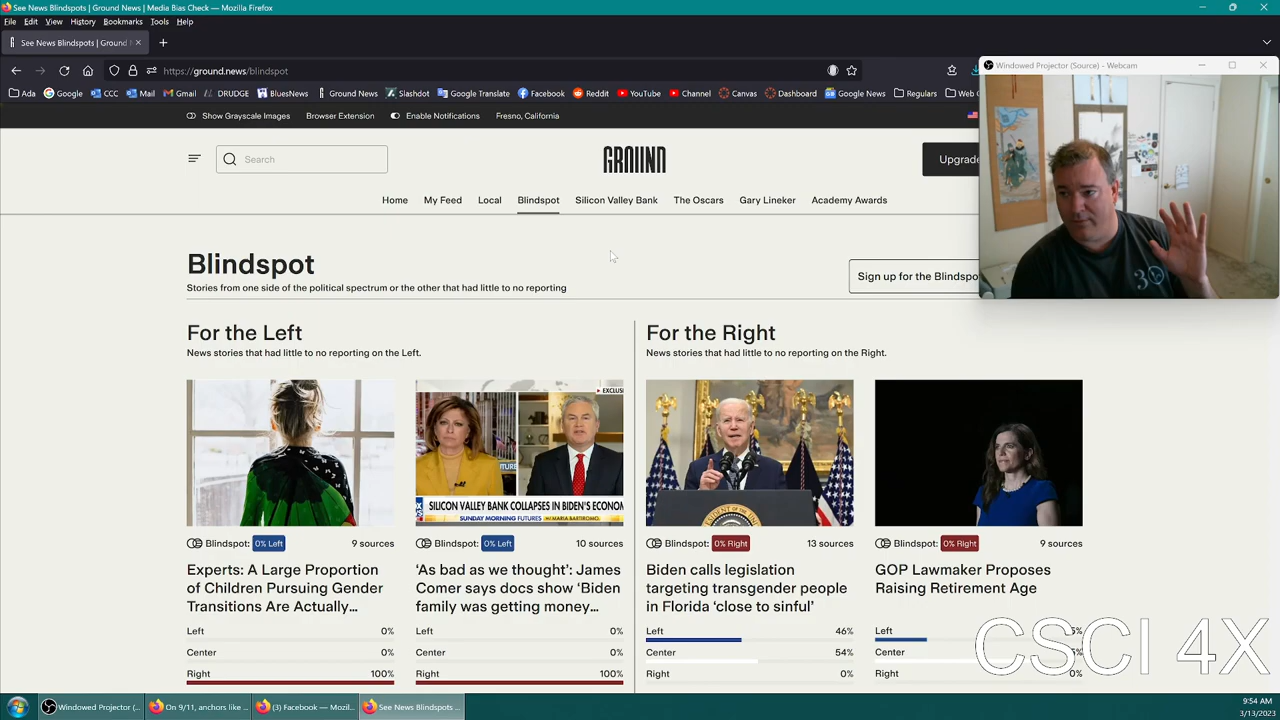 See News Blindspots | Ground News | Media Bias Check — Mozilla Firefox
File Edit View History Bookmarks Tools Help
See News Blindspots | Ground N
https://ground.news/blindspot
Windowed Projector (Source) - Webcam
Ada Google CCC Mail Gmail DRUDGE BluesNews Ground News Slashdot Google Translate Facebook Reddit YouTube Channel Canvas Dashboard Google News Regulars Web
Show Grayscale Images Browser Extension Enable Notifications Fresno, California
Search
GROUND
Upgrade
Home My Feed Local Blindspot Silicon Valley Bank The Oscars Gary Lineker Academy Awards
Blindspot
Stories from one side of the political spectrum or the other that had little to no reporting
Sign up for the Blindspo
For the Left
News stories that had little to no reporting on the Left.
For the Right
News stories that had little to no reporting on the Right.
SILICON VALLEY BANK COLLAPSES IN BIDEN'S ECONOM
SUNDAY MORNING FUTURES w/ MARIA BARTIROMO
Blindspot: 0% Left 9 sources
Experts: A Large Proportion
of Children Pursuing Gender
Transitions Are Actually...
Left 0%
Center 0%
Right 100%
Blindspot: 0% Left 10 sources
‘As bad as we thought’: James
Comer says docs show ‘Biden
family was getting money...
Left 0%
Center 0%
Right 100%
Blindspot: 0% Right 13 sources
Biden calls legislation
targeting transgender people
in Florida ‘close to sinful’
Left 46%
Center 54%
Right 0%
Blindspot: 0% Right 9 sources
GOP Lawmaker Proposes
Raising Retirement Age
Left
Center
Right 0%
CSCI 4X
Windowed Projector (... On 9/11, anchors like ... (3) Facebook — Mozil... See News Blindspots ...
9:54 AM
3/13/2023